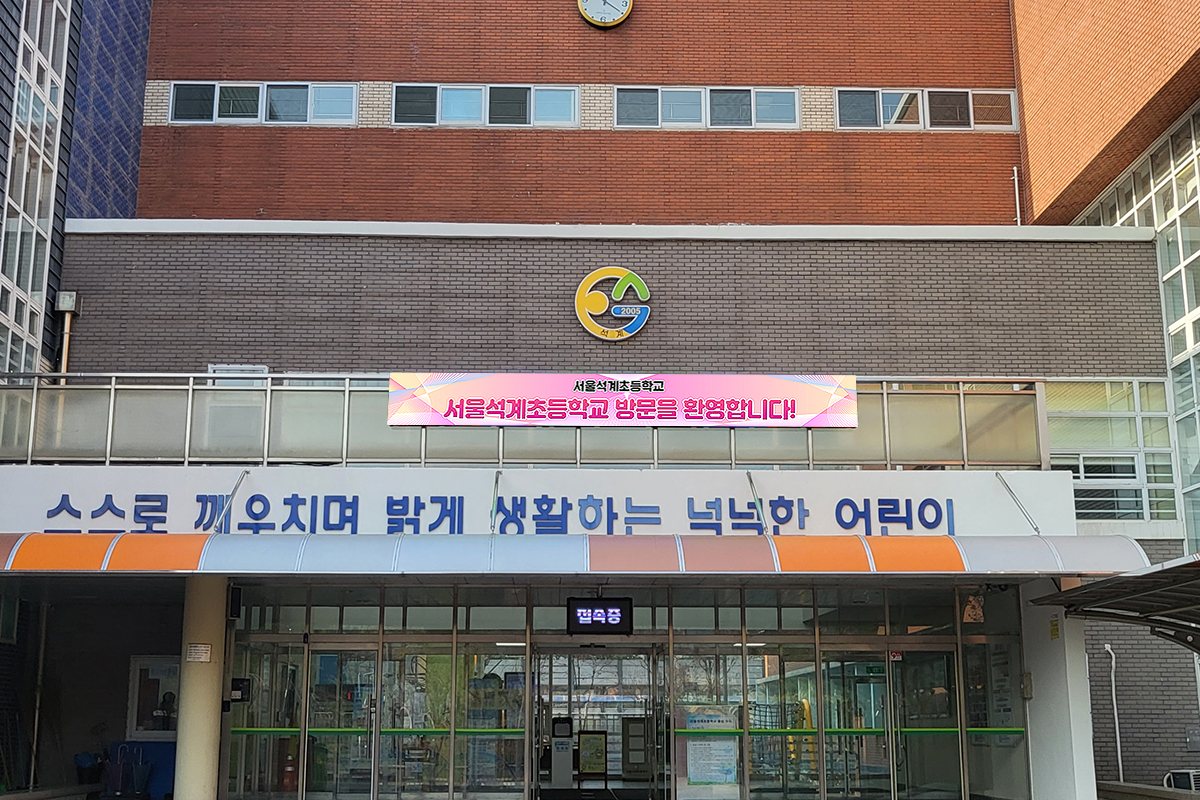 2005
석계
서울석계초등학교
서울석계초등학교 방문을 환영합니다!
스스로 깨우치며 밝게 생활하는 넉넉한 어린이
접속중